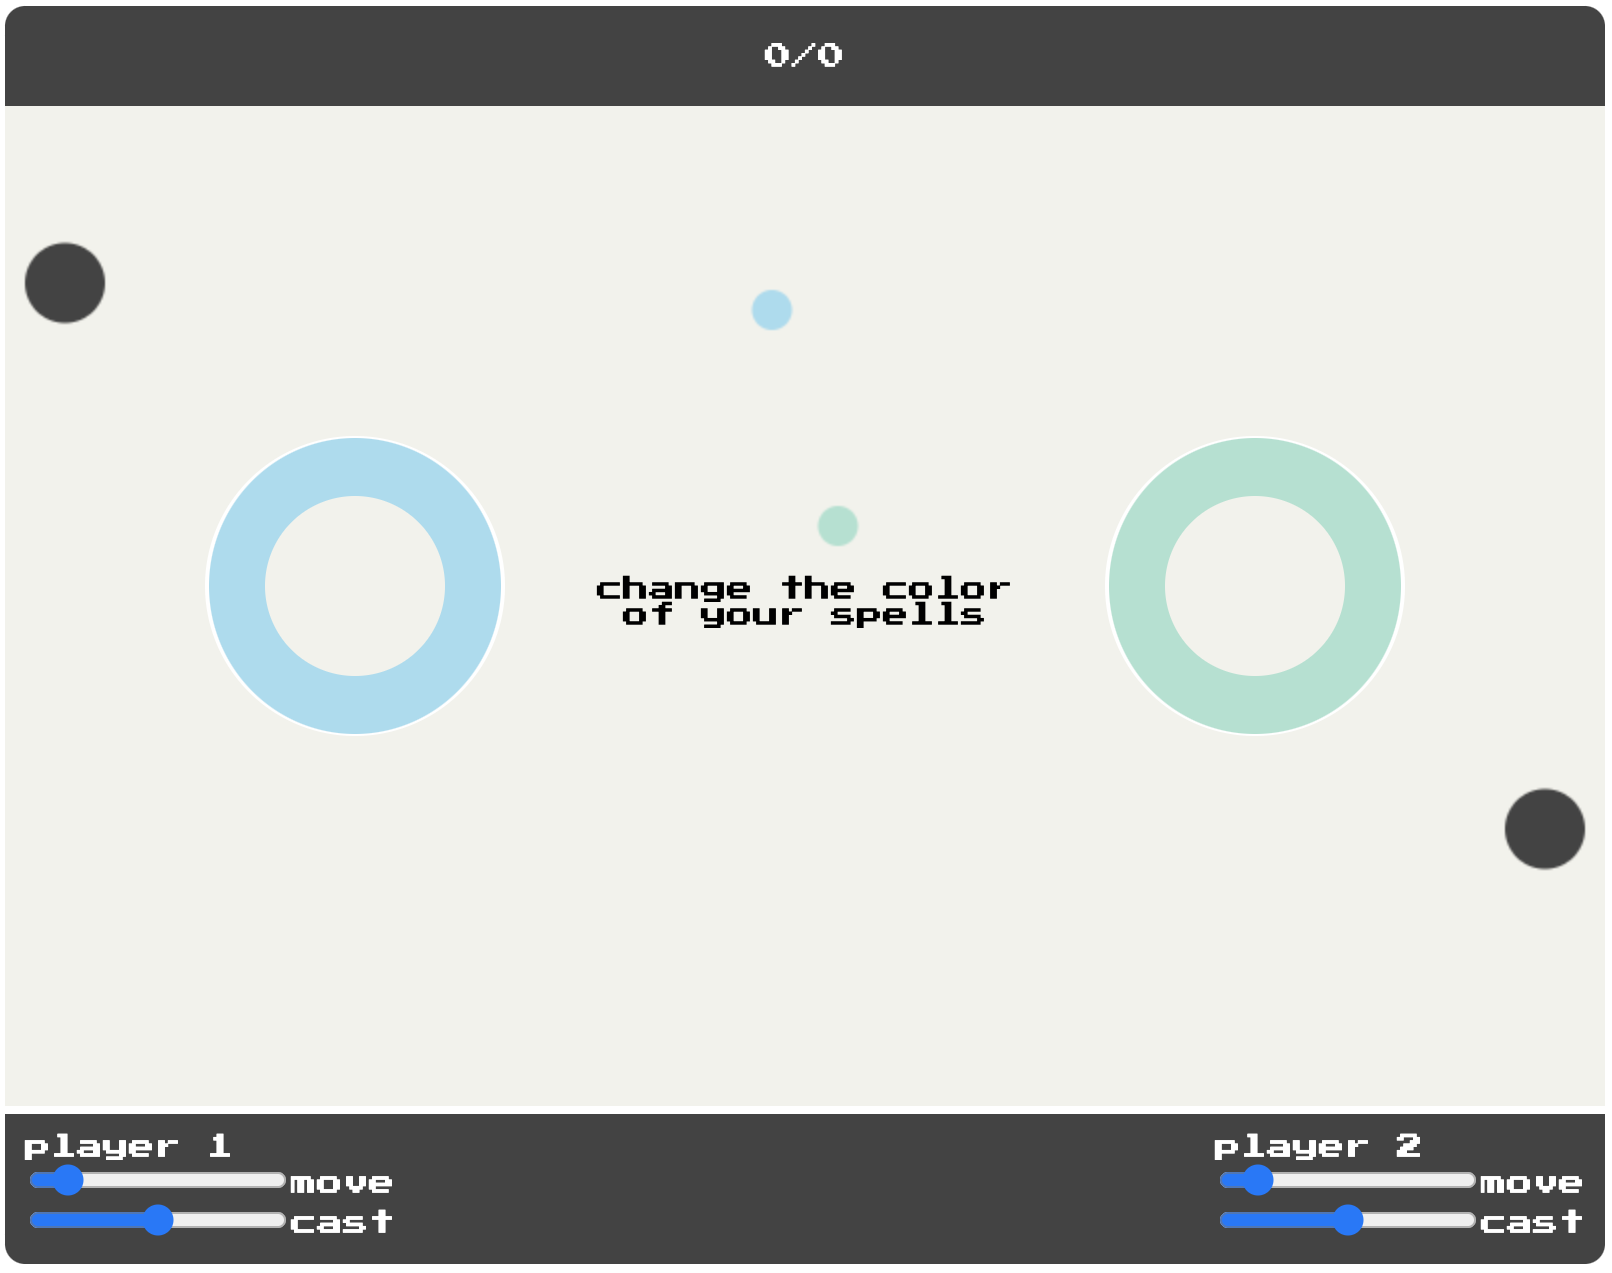 0/0
change the color
of your spells
player 1
move
cast
player 2
move
cast